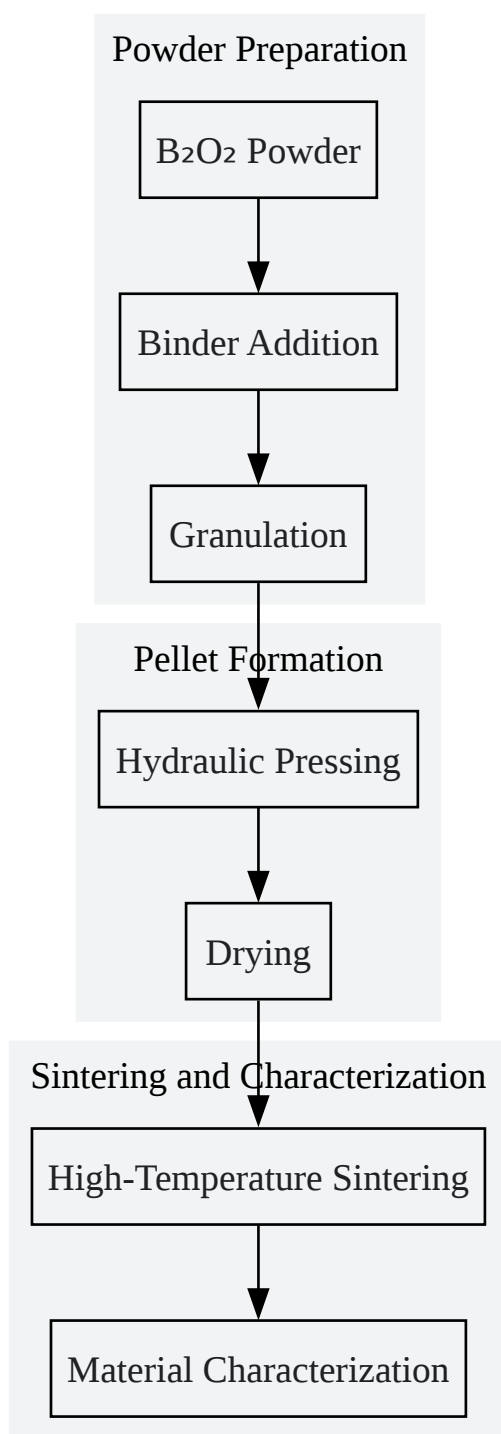 Powder Preparation
B₂O₂ Powder
Binder Addition
Granulation
Pellet Formation
Hydraulic Pressing
Drying
Sintering and Characterization
High-Temperature Sintering
Material Characterization